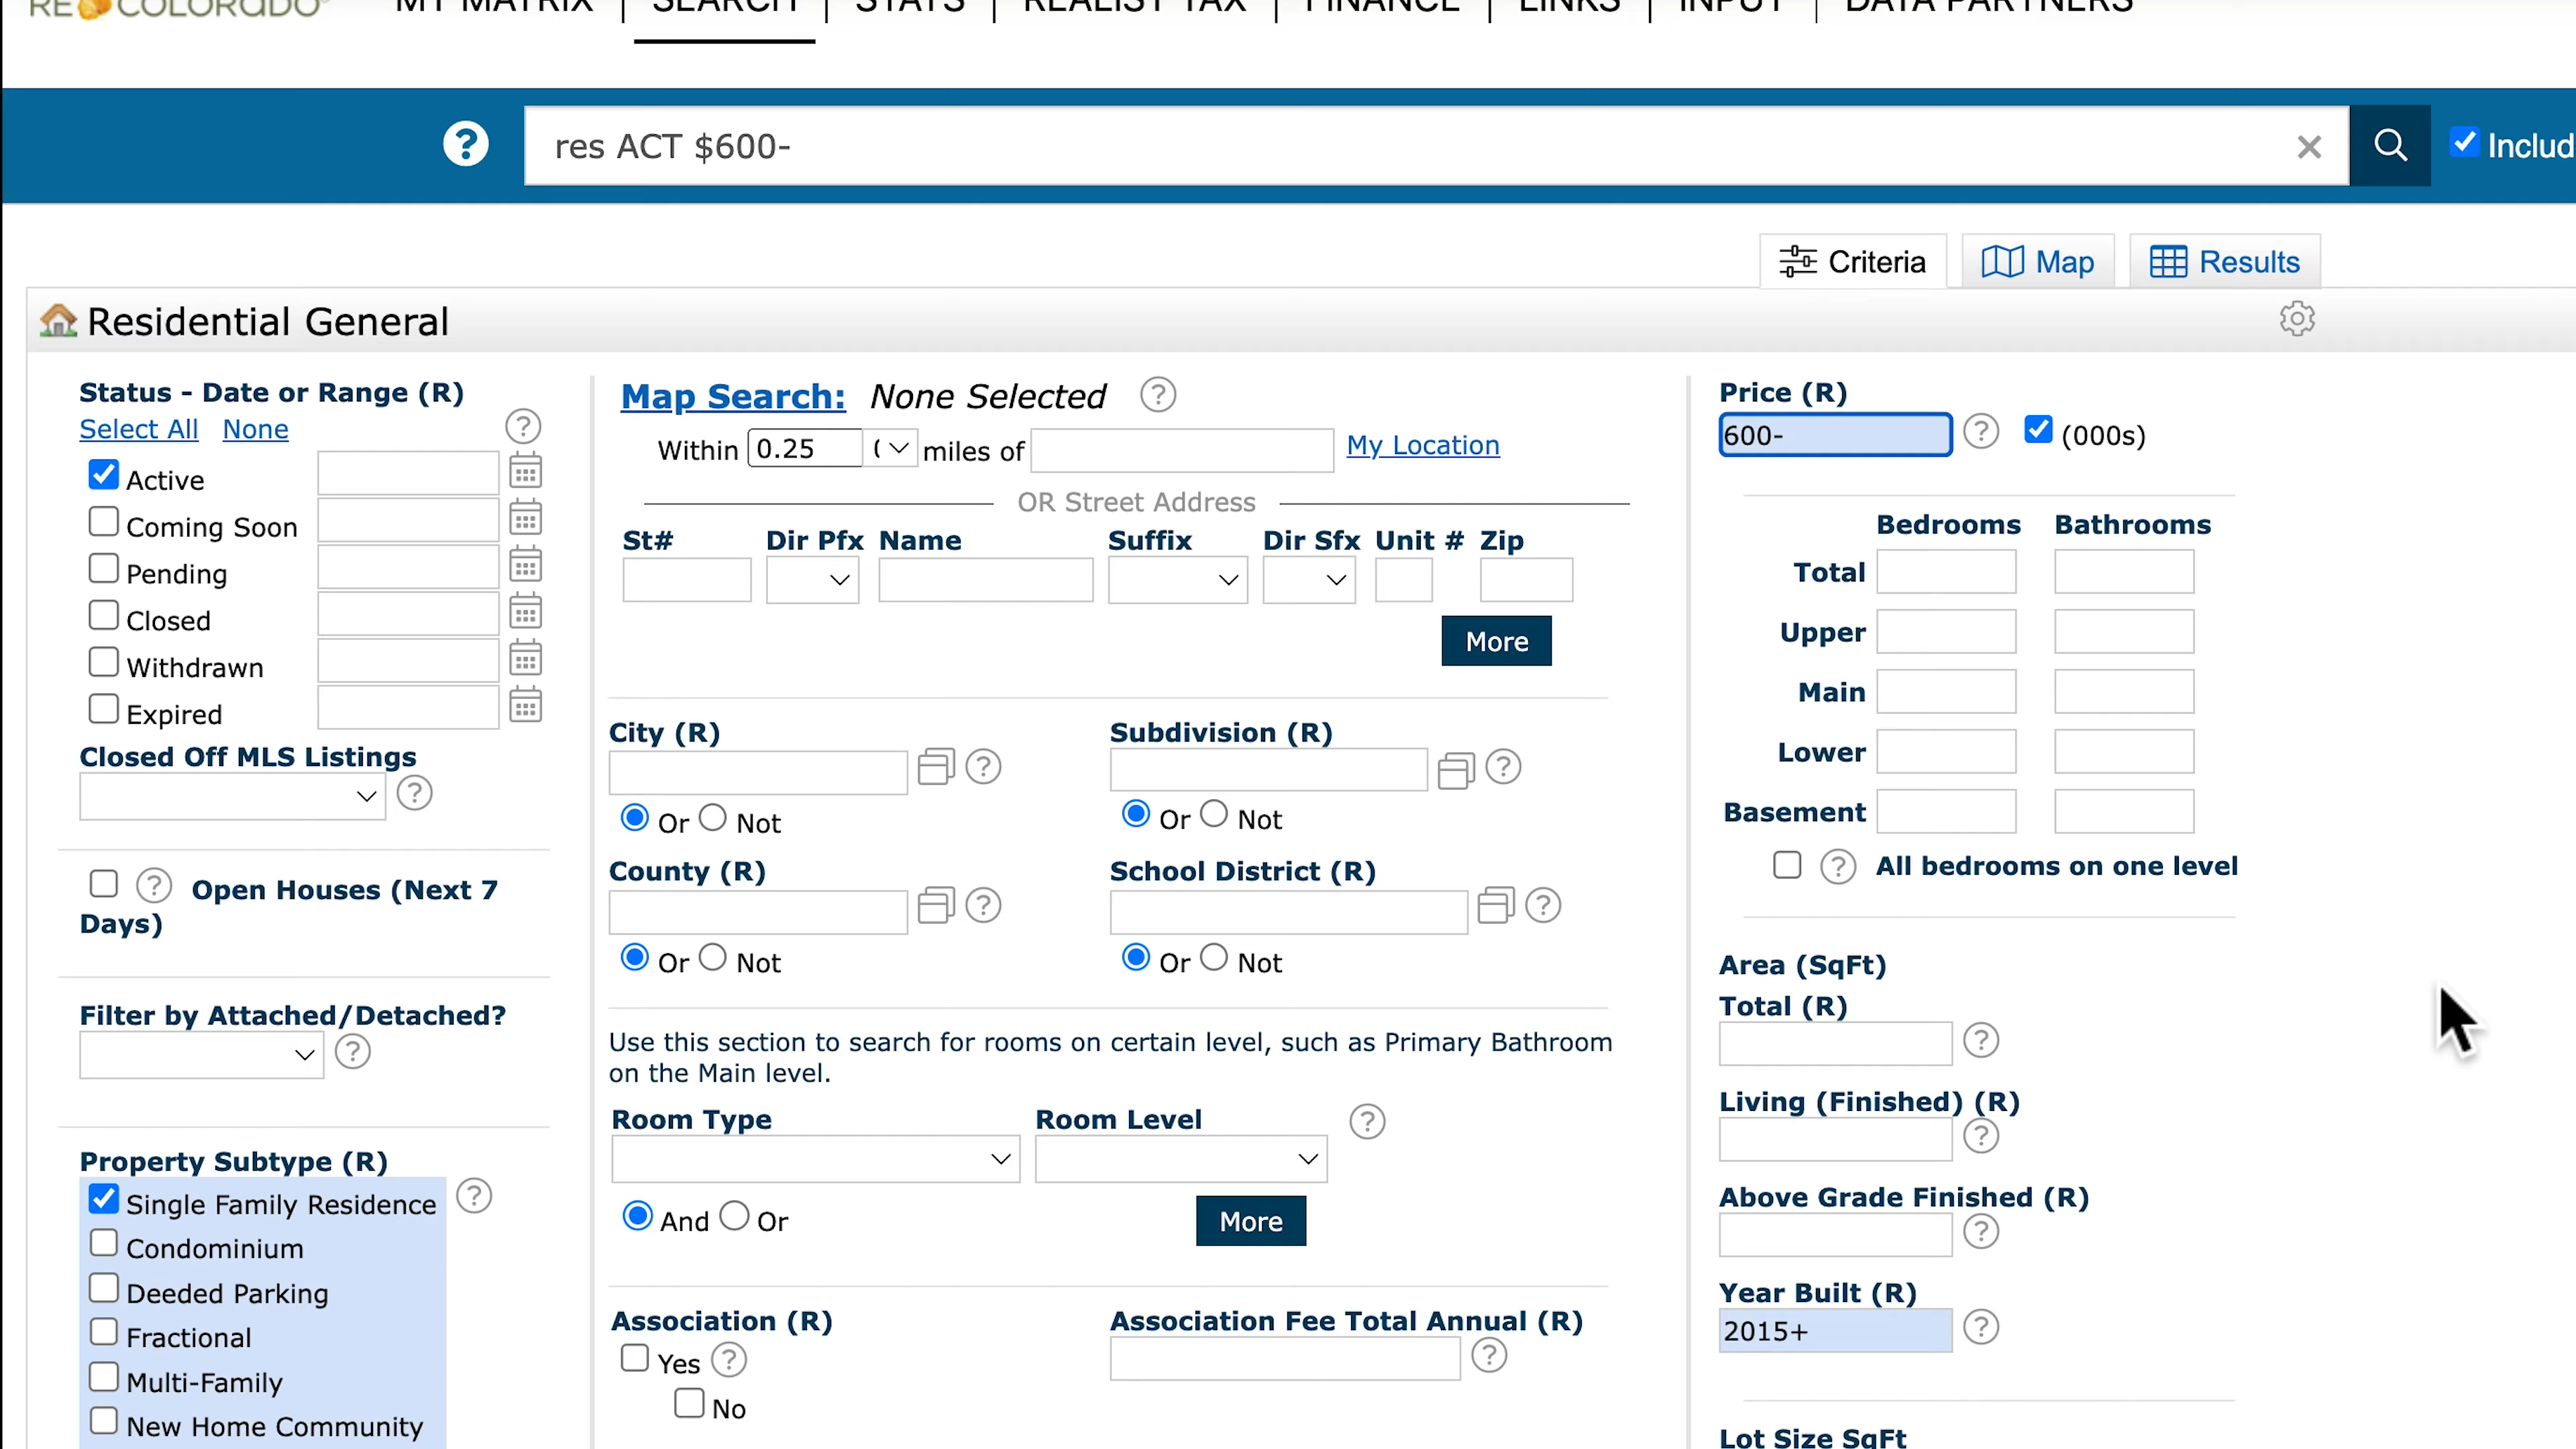 RECOLORADO®
MY MATRIX | SEARCH | STATS | REALIST TAX | FINANCE | LINKS | INPUT | DATA PARTNERS
? res ACT $600- Includ
Criteria Map Results
Residential General
Status - Date or Range (R)
Select All None
Active
Coming Soon
Pending
Closed
Withdrawn
Expired
Closed Off MLS Listings
Open Houses (Next 7
Days)
Filter by Attached/Detached?
Property Subtype (R)
Single Family Residence
Condominium
Deeded Parking
Fractional
Multi-Family
New Home Community
Map Search: None Selected
Within 0.25 ( miles of My Location
OR Street Address
St# Dir Pfx Name Suffix Dir Sfx Unit # Zip
More
City (R) Subdivision (R)
Or Not Or Not
County (R) School District (R)
Or Not Or Not
Use this section to search for rooms on certain level, such as Primary Bathroom
on the Main level.
Room Type Room Level
And Or More
Association (R) Association Fee Total Annual (R)
Yes
No
Price (R)
600- (000s)
Bedrooms Bathrooms
Total
Upper
Main
Lower
Basement
All bedrooms on one level
Area (SqFt)
Total (R)
Living (Finished) (R)
Above Grade Finished (R)
Year Built (R)
2015+
Lot Size SqFt